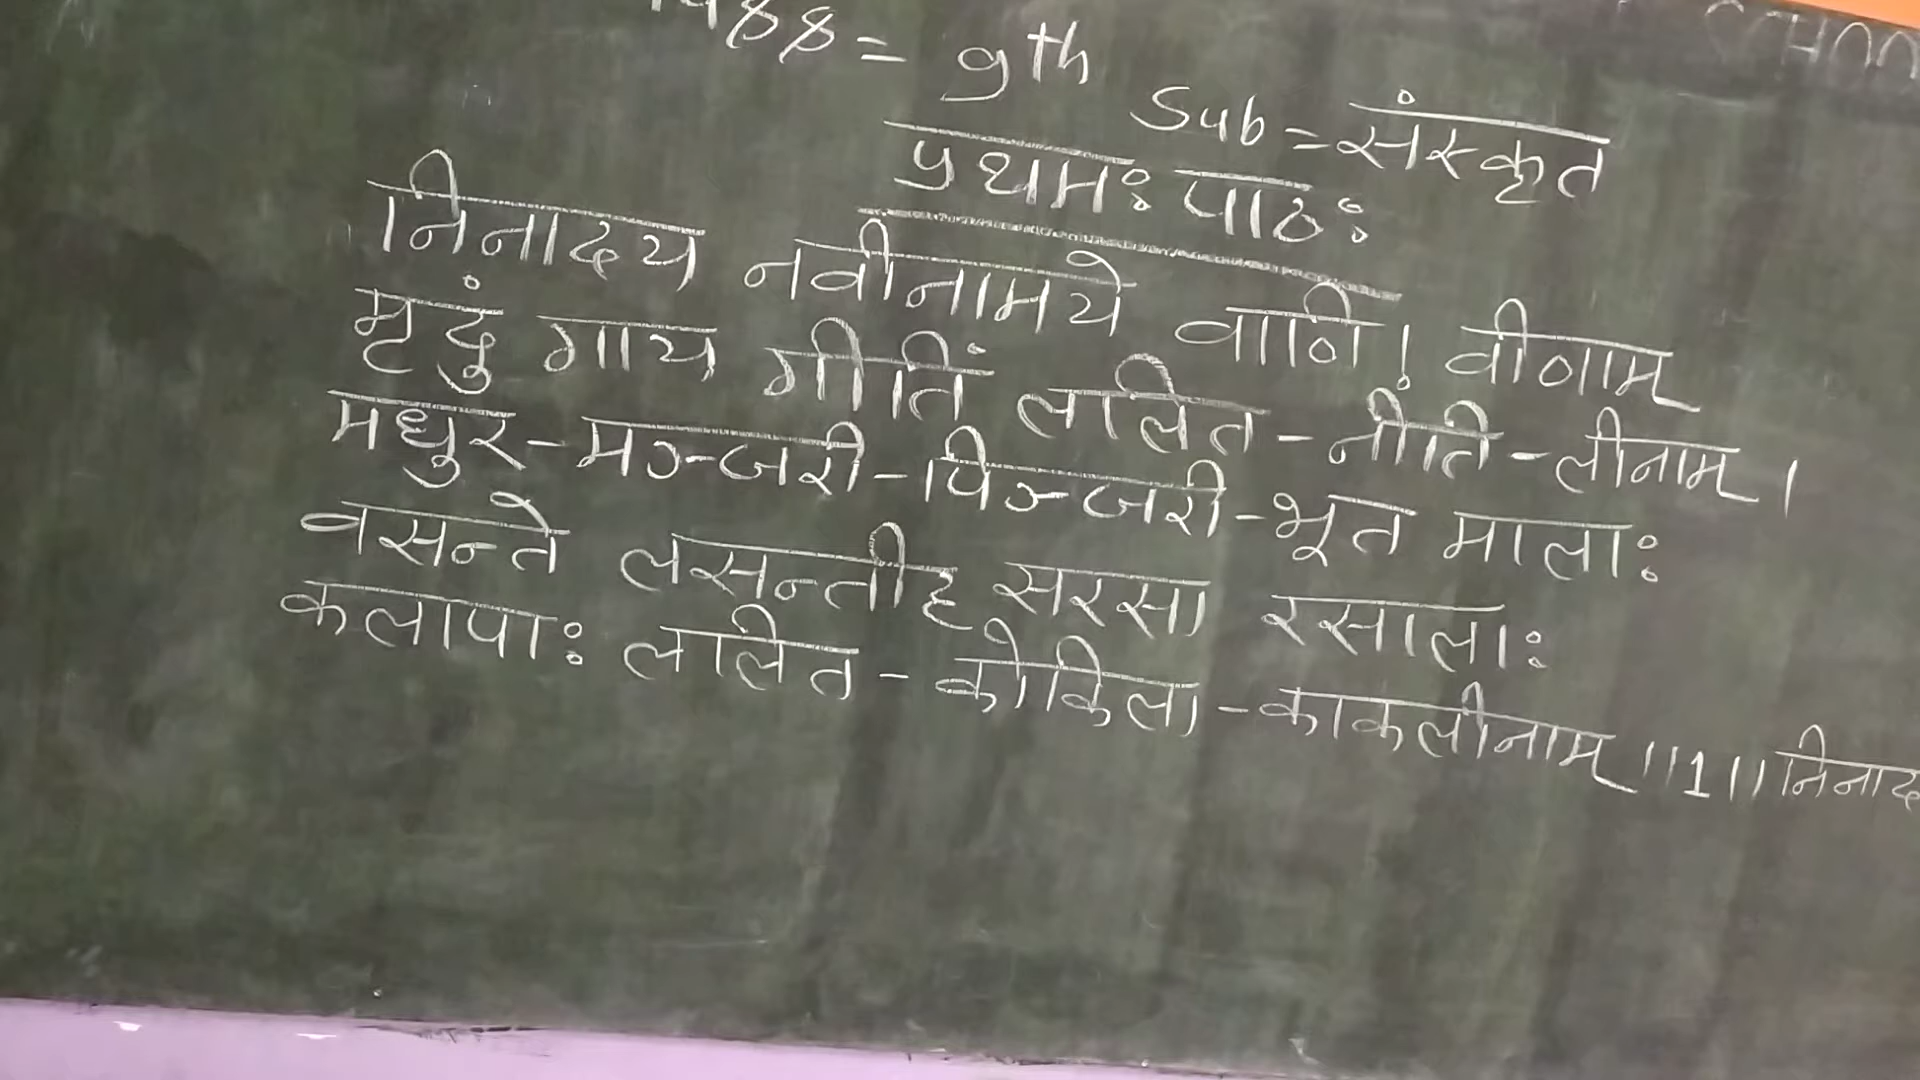 = 9th
Sub = संस्कृत
प्रथमः पाठः
निनादय नवीनामये वाणि! वीणाम्
मृदुं गाय गीतिं ललित-नीति-लीनाम्।
मधुर-मञ्जरी-पिञ्जरी-भूत मालाः
वसन्ते लसन्तीह सरसा रसालाः
कलापाः ललित-कोकिला-काकलीनाम् ॥1॥ निनाद